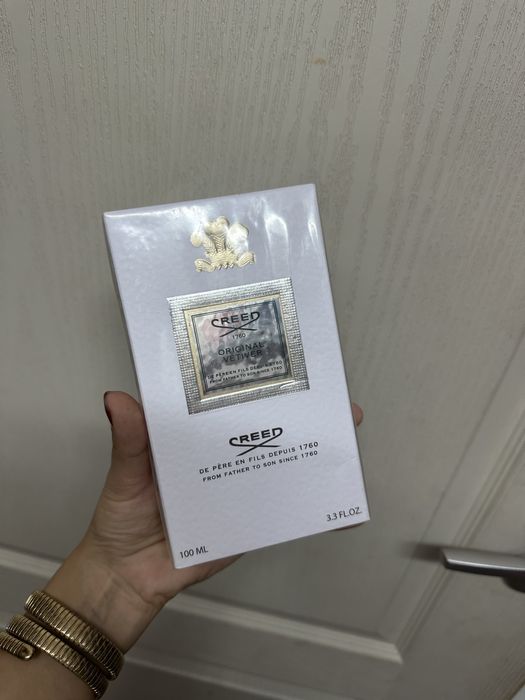 CREED
1760
ORIGINAL
VETIVER
DE PERE EN FILS DEPUIS 1760
FROM FATHER TO SON SINCE 1760
CREED
DE PÈRE EN FILS DEPUIS 1760
FROM FATHER TO SON SINCE 1760
100 ML
3.3 FL.OZ.